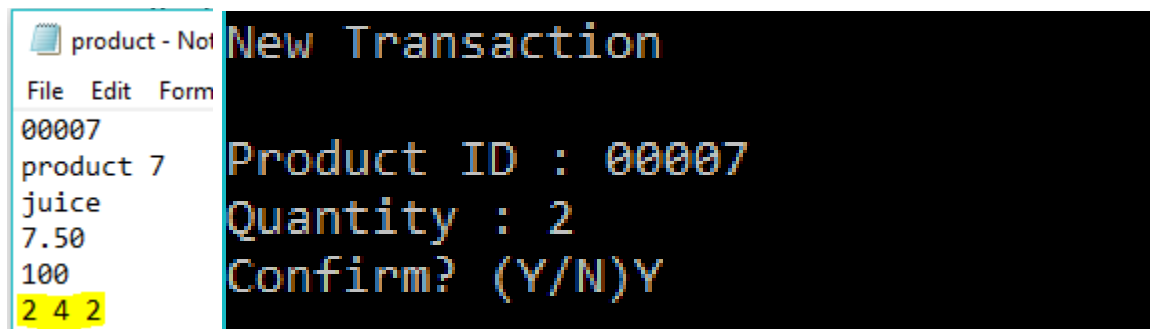 product - Not
File Edit Form
00007
product 7
juice
7.50
100
2 4 2
New Transaction
Product ID : 00007
Quantity : 2
Confirm? (Y/N)Y